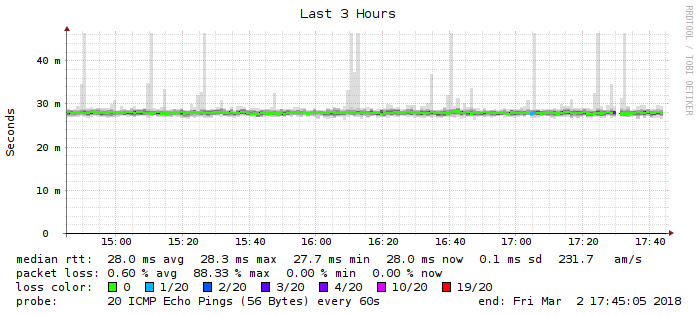 Last 3 Hours
RRDTOOL / TOBI OETIKER
Seconds
40 m
30 m
20 m
10 m
0
15:00 15:20 15:40 16:00 16:20 16:40 17:00 17:20 17:40
median rtt: 28.0 ms avg 28.3 ms max 27.7 ms min 28.0 ms now 0.1 ms sd 231.7 am/s
packet loss: 0.60 % avg 88.33 % max 0.00 % min 0.00 % now
loss color: 0 1/20 2/20 3/20 4/20 10/20 19/20
probe: 20 ICMP Echo Pings (56 Bytes) every 60s end: Fri Mar 2 17:45:05 2018